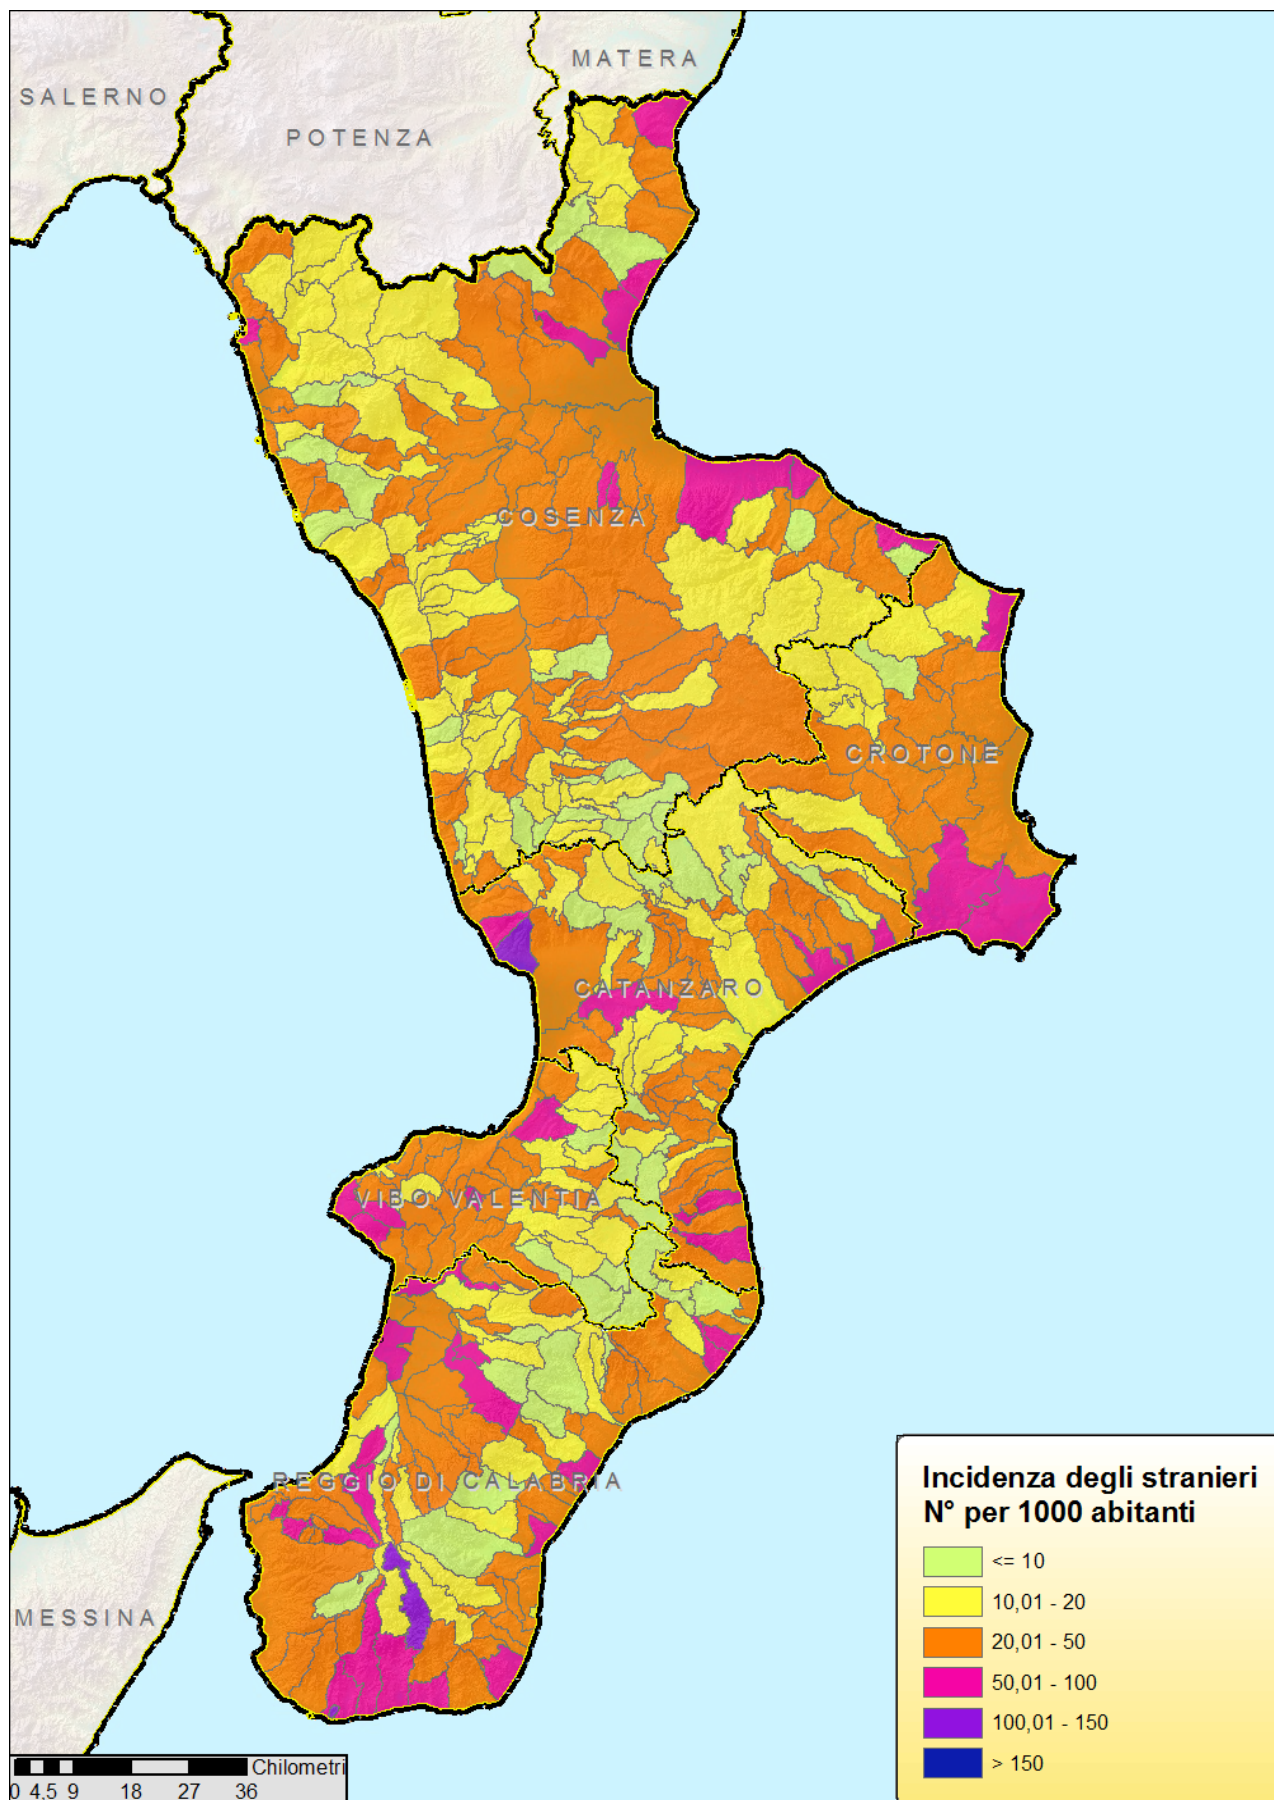 MATERA
SALERNO
POTENZA
COSENZA
CROTONE
CATANZARO
VIBO VALENTIA
REGGIO DI CALABRIA
MESSINA
Incidenza degli stranieri
N° per 1000 abitanti
<= 10
10,01 - 20
20,01 - 50
50,01 - 100
100,01 - 150
> 150
Chilometri
0 4,5 9 18 27 36